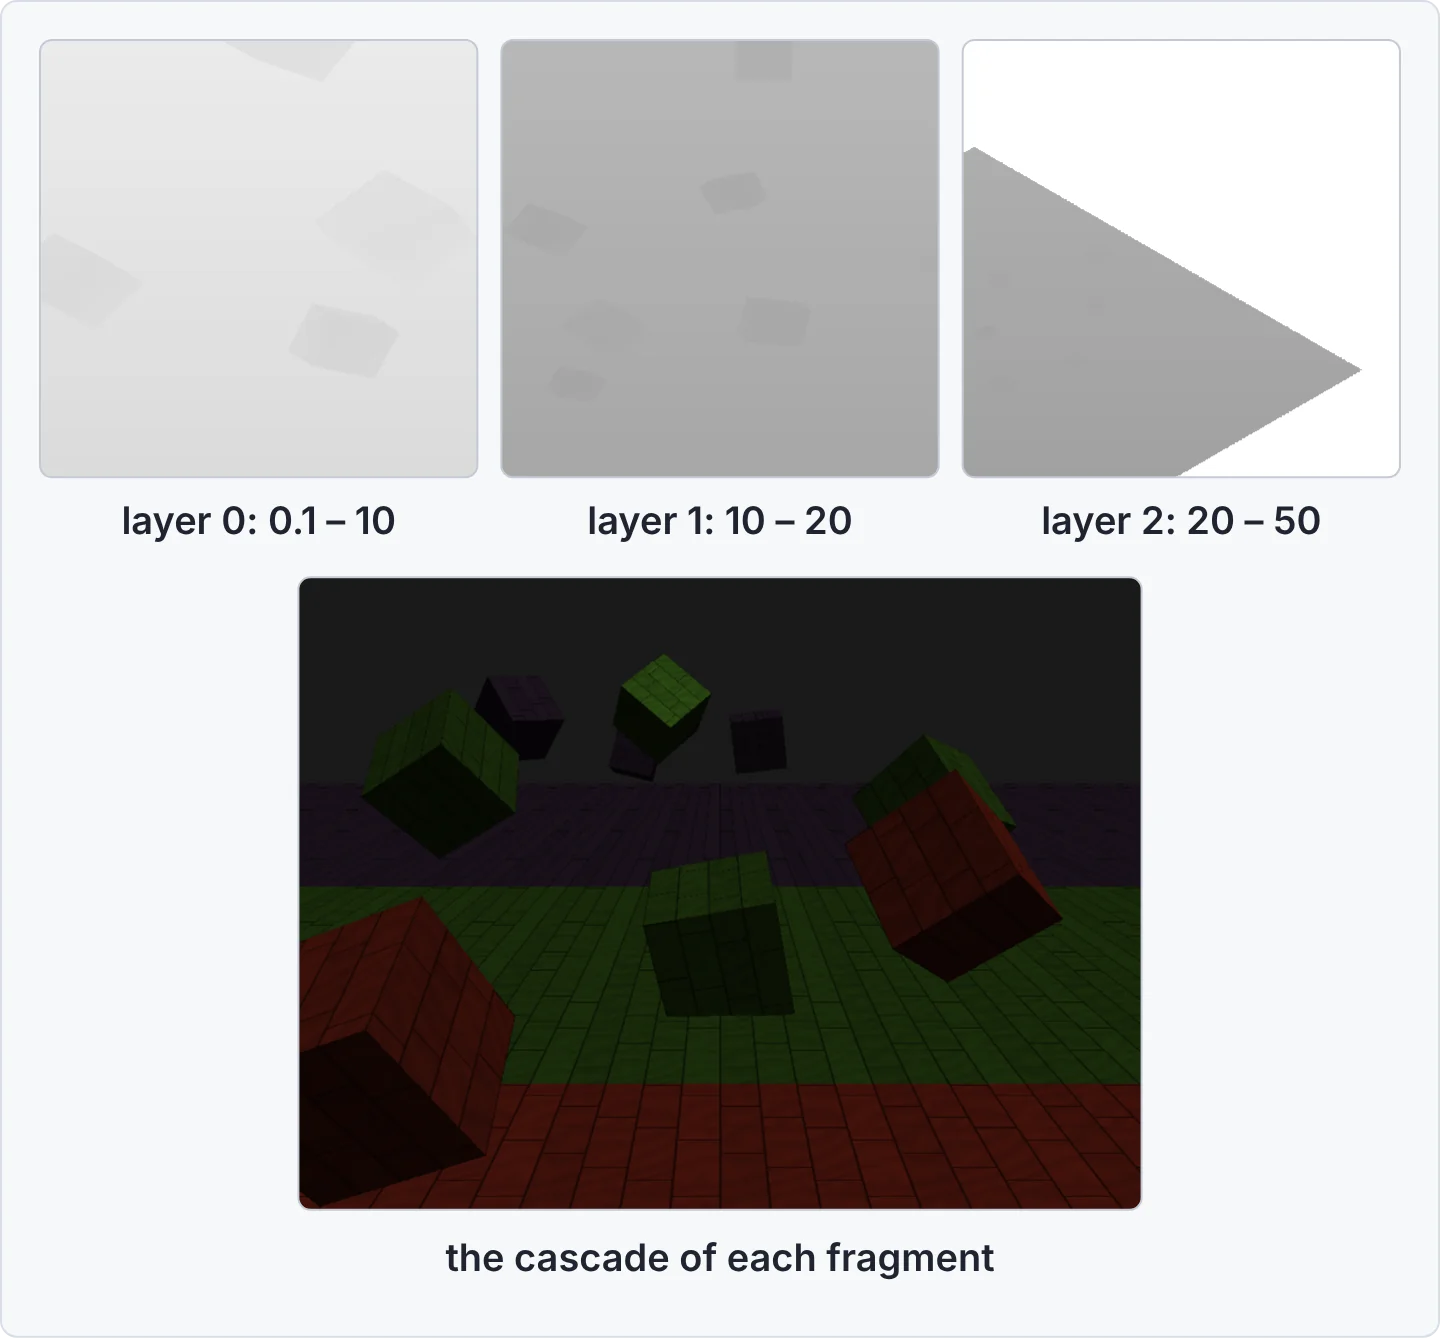 layer 0: 0.1 – 10
layer 1: 10 – 20
layer 2: 20 – 50
the cascade of each fragment